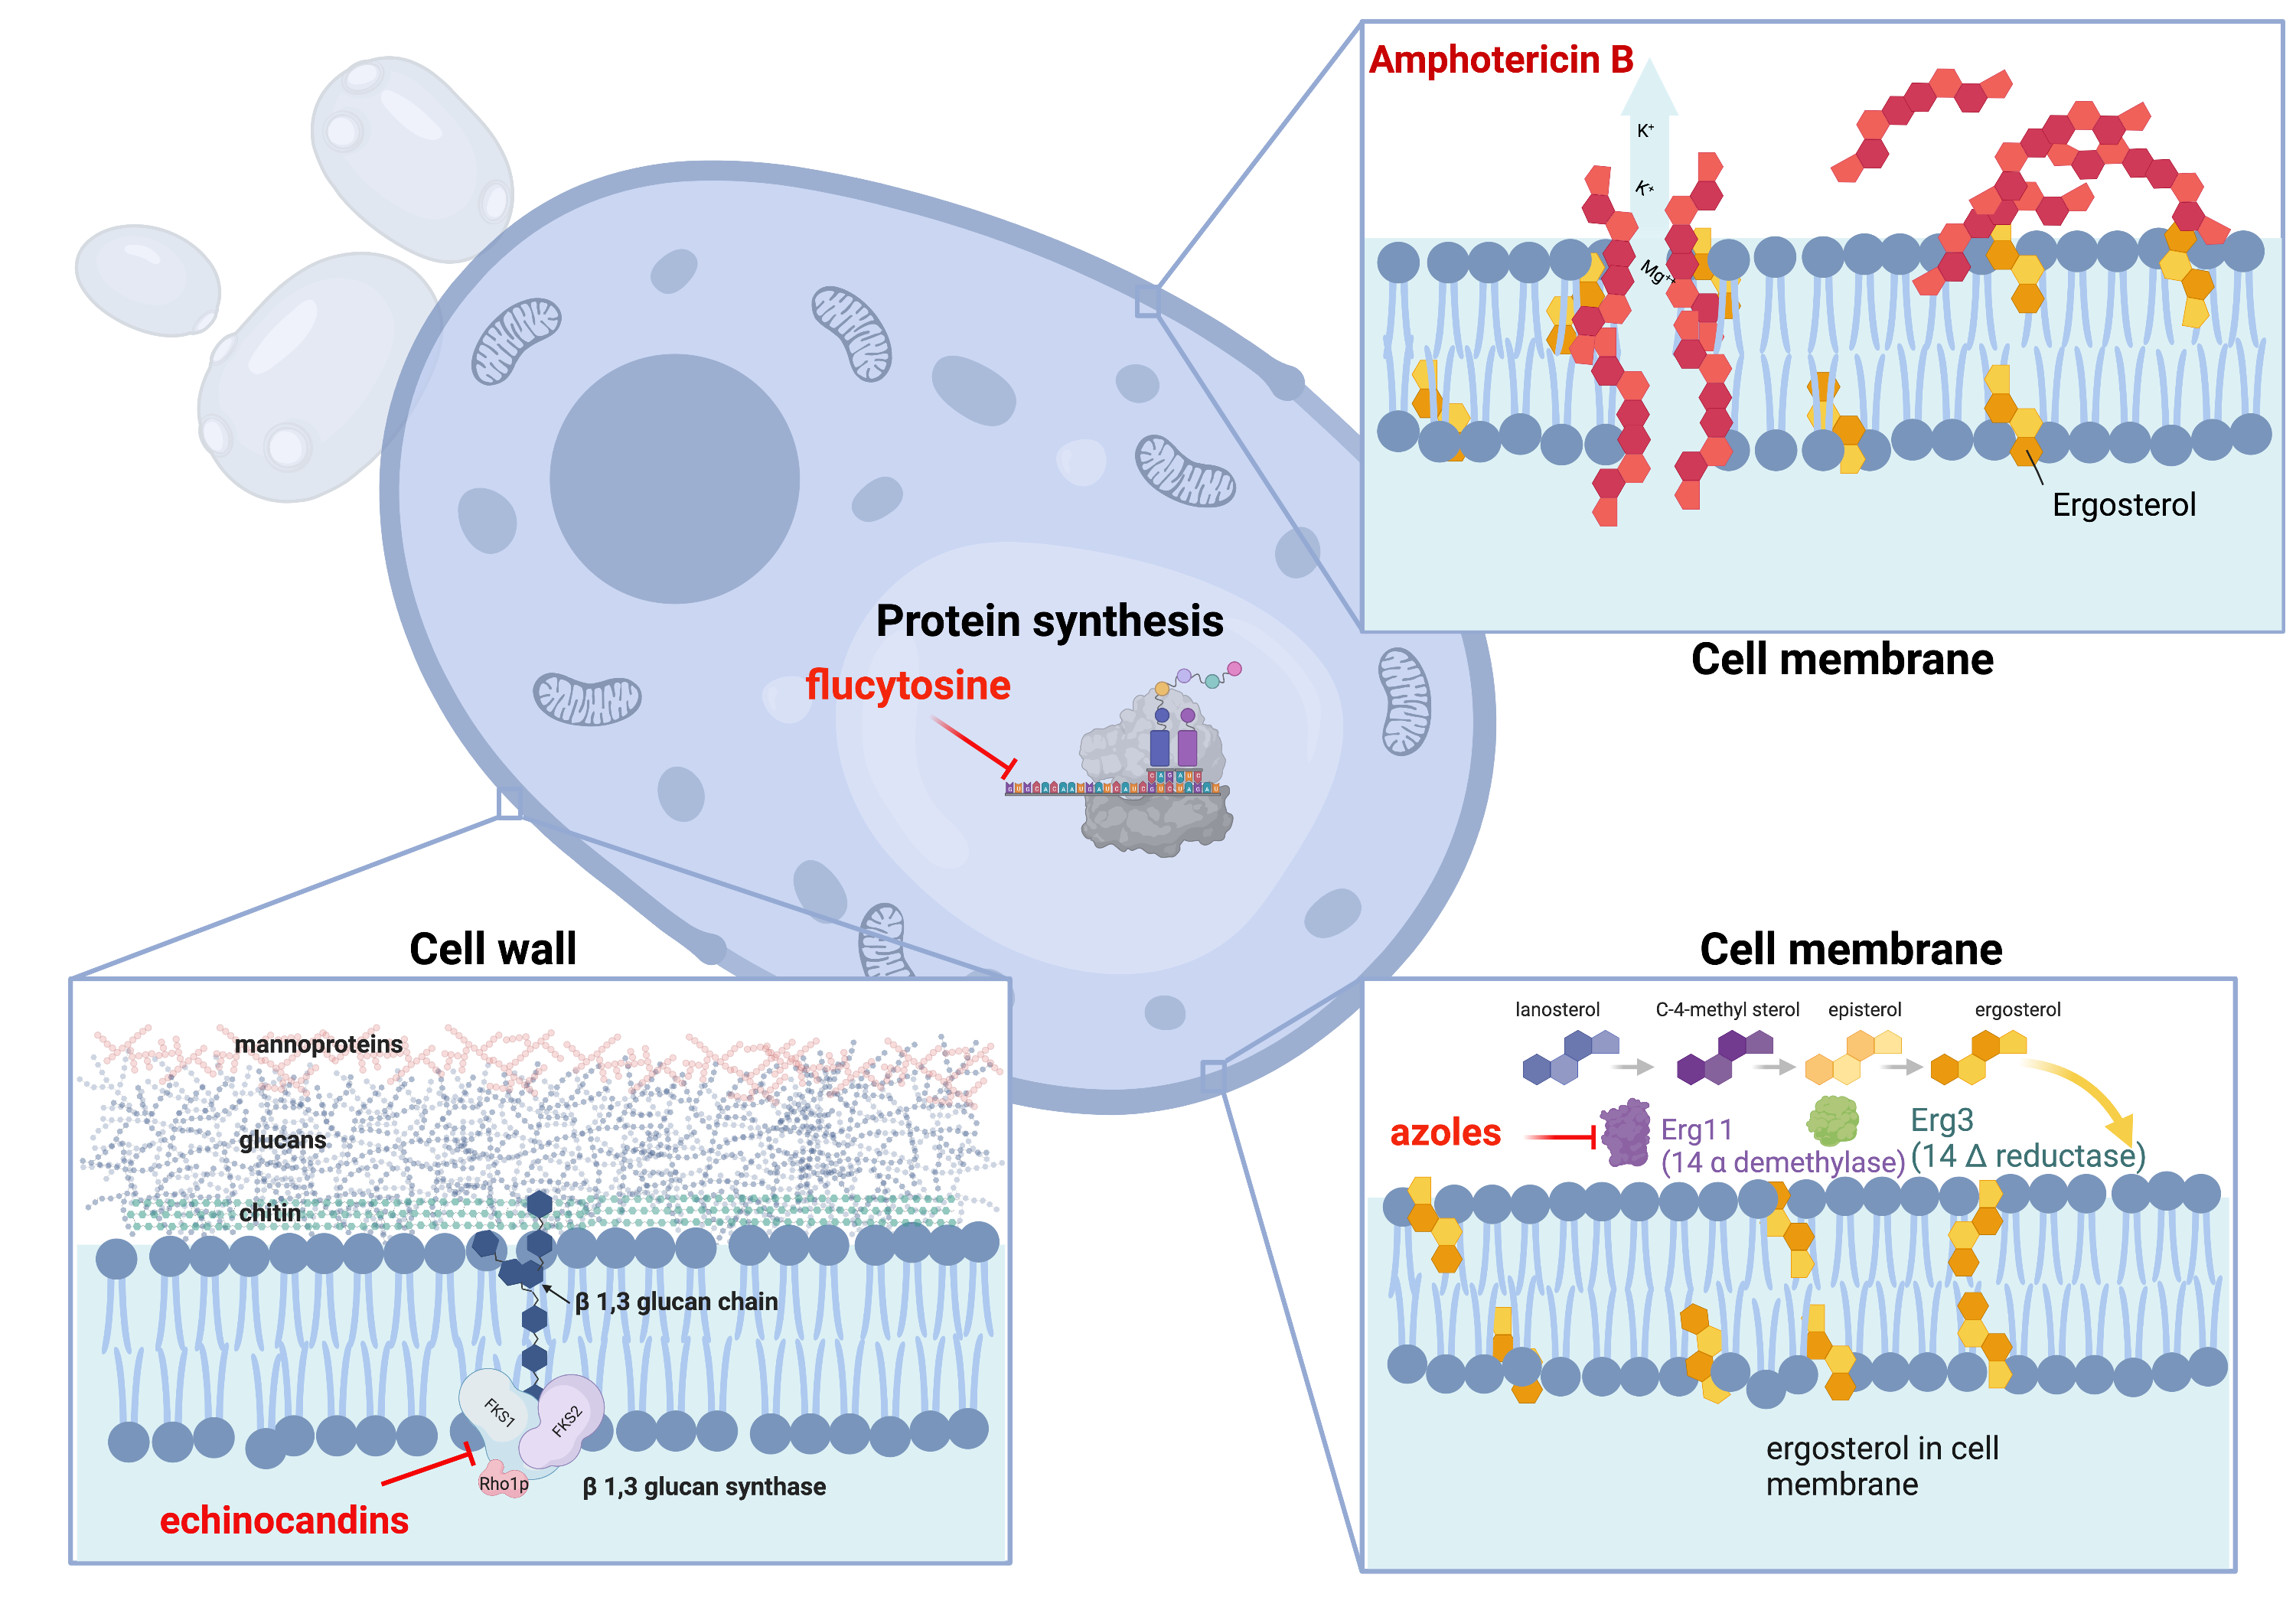 Amphotericin B
K⁺
K⁺
Mg⁺⁺
Ergosterol
Cell membrane
Protein synthesis
flucytosine
Cell wall
mannoproteins
glucans
chitin
β 1,3 glucan chain
FKS1
FKS2
Rho1p
β 1,3 glucan synthase
echinocandins
Cell membrane
lanosterol
C-4-methyl sterol
episterol
ergosterol
azoles
Erg11
(14 α demethylase)
Erg3
(14 Δ reductase)
ergosterol in cell
membrane